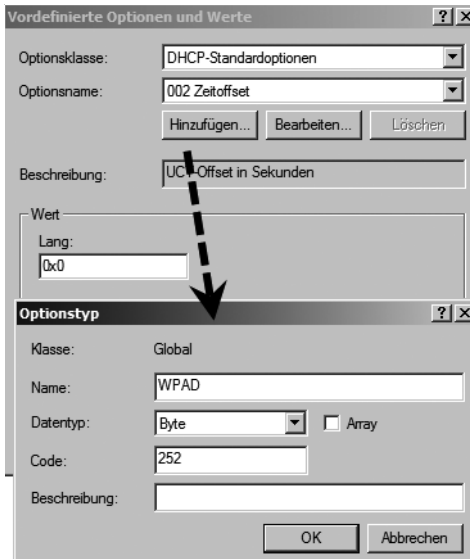 Vordefinierte Optionen und Werte
Optionsklasse: DHCP-Standardoptionen
Optionsname: 002 Zeitoffset
Hinzufügen... Bearbeiten... Löschen
Beschreibung: UCT-Offset in Sekunden
Wert
Lang:
0x0
Optionstyp
Klasse: Global
Name: WPAD
Datentyp: Byte Array
Code: 252
Beschreibung:
OK Abbrechen